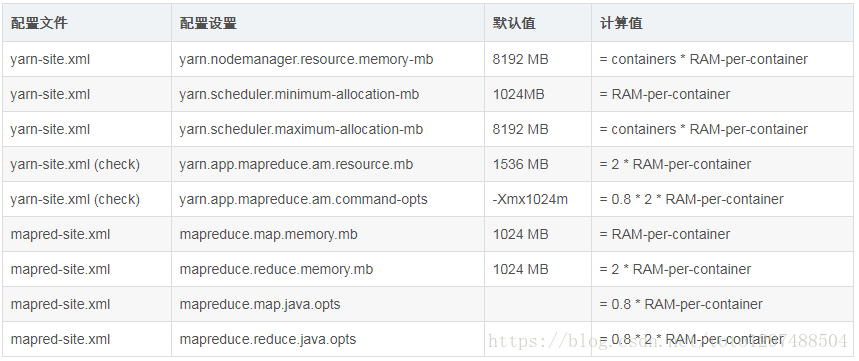 配置文件 配置设置 默认值 计算值
yarn-site.xml yarn.nodemanager.resource.memory-mb 8192 MB = containers * RAM-per-container
yarn-site.xml yarn.scheduler.minimum-allocation-mb 1024MB = RAM-per-container
yarn-site.xml yarn.scheduler.maximum-allocation-mb 8192 MB = containers * RAM-per-container
yarn-site.xml (check) yarn.app.mapreduce.am.resource.mb 1536 MB = 2 * RAM-per-container
yarn-site.xml (check) yarn.app.mapreduce.am.command-opts -Xmx1024m = 0.8 * 2 * RAM-per-container
mapred-site.xml mapreduce.map.memory.mb 1024 MB = RAM-per-container
mapred-site.xml mapreduce.reduce.memory.mb 1024 MB = 2 * RAM-per-container
mapred-site.xml mapreduce.map.java.opts = 0.8 * RAM-per-container
mapred-site.xml mapreduce.reduce.java.opts = 0.8 * 2 * RAM-per-container